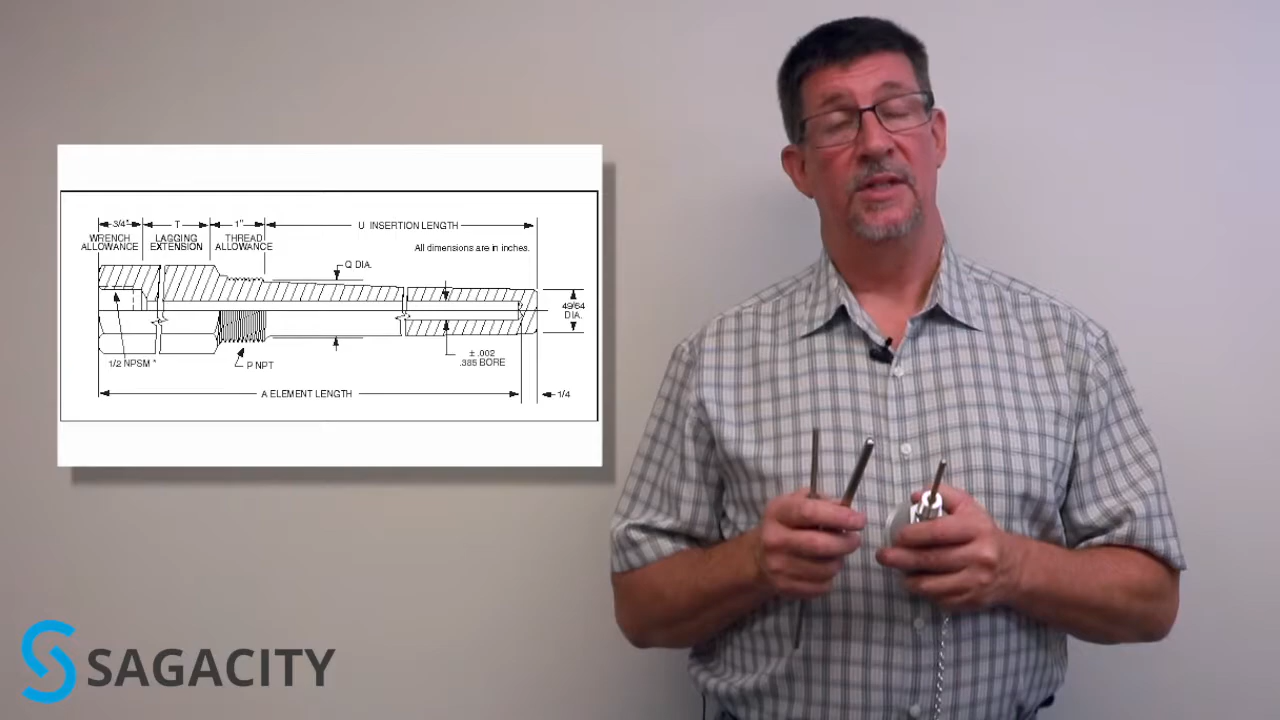 3/4"
T
1"
U INSERTION LENGTH
WRENCH
ALLOWANCE
LAGGING
EXTENSION
THREAD
ALLOWANCE
All dimensions are in inches.
Q DIA.
49/64
DIA.
1/2 NPSM *
P NPT
± .002
.385 BORE
A ELEMENT LENGTH
1/4
SAGACITY